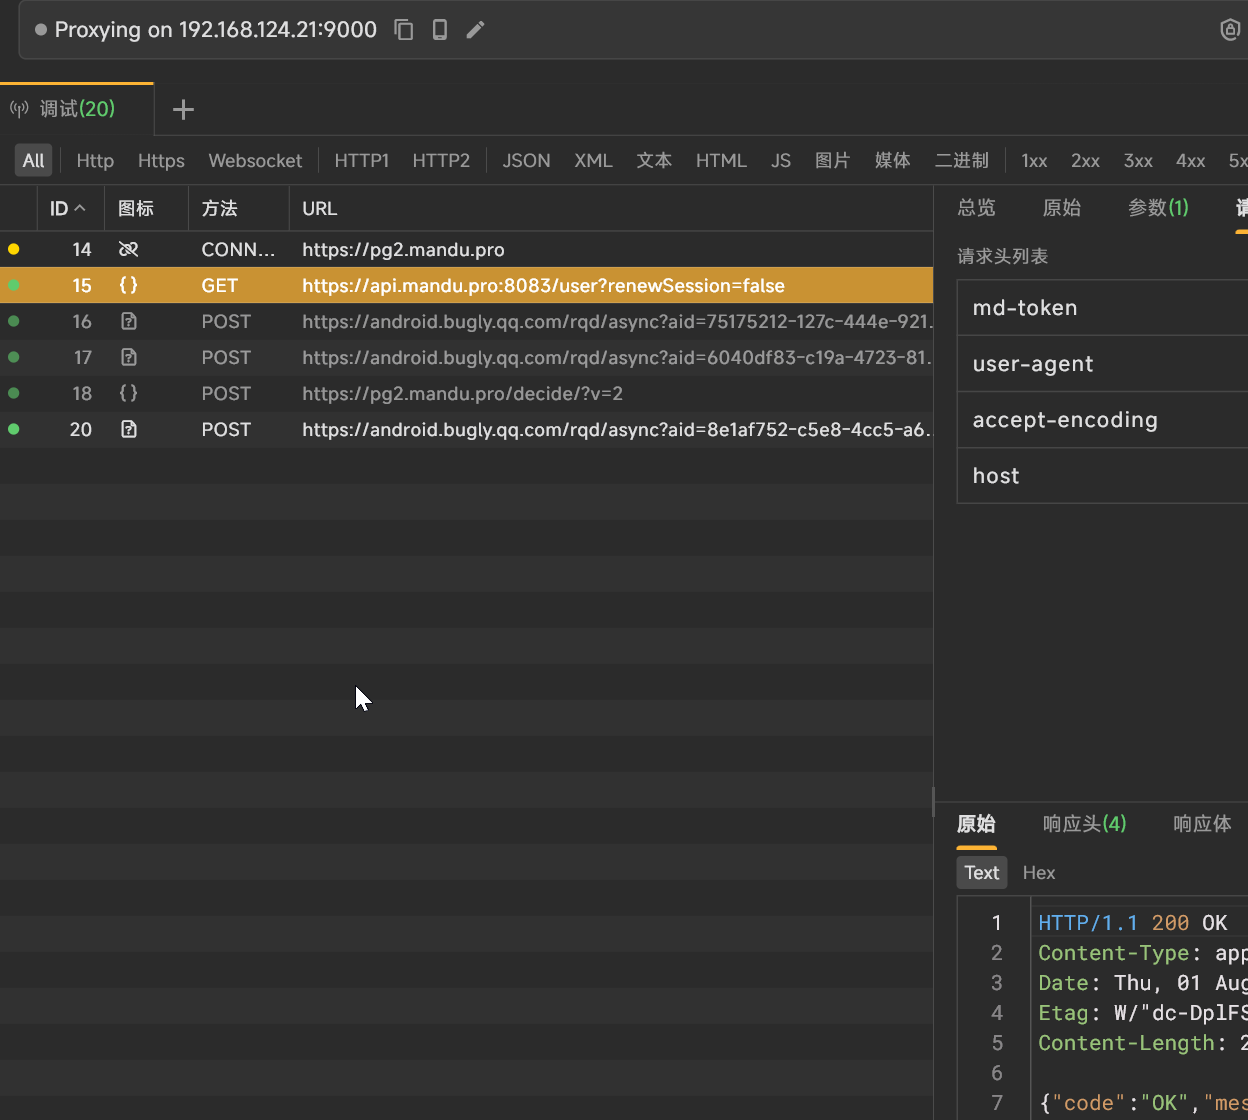 Proxying on 192.168.124.21:9000
调试(20)
All Http Https Websocket HTTP1 HTTP2 JSON XML 文本 HTML JS 图片 媒体 二进制 1xx 2xx 3xx 4xx 5x
ID 图标 方法 URL
14 CONN... https://pg2.mandu.pro
15 GET https://api.mandu.pro:8083/user?renewSession=false
16 POST https://android.bugly.qq.com/rqd/async?aid=75175212-127c-444e-921...
17 POST https://android.bugly.qq.com/rqd/async?aid=6040df83-c19a-4723-81...
18 POST https://pg2.mandu.pro/decide/?v=2
20 POST https://android.bugly.qq.com/rqd/async?aid=8e1af752-c5e8-4cc5-a6...
总览 原始 参数(1)
请求头列表
md-token
user-agent
accept-encoding
host
原始 响应头(4) 响应体
Text Hex
1 HTTP/1.1 200 OK
2 Content-Type: app
3 Date: Thu, 01 Aug
4 Etag: W/"dc-DplFS
5 Content-Length: 2
6
7 {"code":"OK","mes